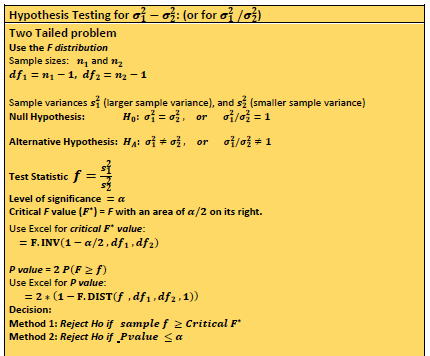 Hypothesis Testing for σ₁² − σ₂²: (or for σ₁² /σ₂²)
Two Tailed problem
Use the F distribution
Sample sizes: n₁ and n₂
df₁ = n₁ − 1, df₂ = n₂ − 1
Sample variances s₁² (larger sample variance), and s₂² (smaller sample variance)
Null Hypothesis: H₀: σ₁² = σ₂², or σ₁²/σ₂² = 1
Alternative Hypothesis: H_A: σ₁² ≠ σ₂², or σ₁²/σ₂² ≠ 1
Test Statistic f = s₁²/s₂²
Level of significance = α
Critical F value (F*) = F with an area of α/2 on its right.
Use Excel for critical F* value:
= F.INV(1 − α/2 , df₁ , df₂)
P value = 2 P(F ≥ f)
Use Excel for P value:
= 2 * (1 − F.DIST(f , df₁ , df₂ , 1))
Decision:
Method 1: Reject Ho if sample f ≥ Critical F*
Method 2: Reject Ho if Pvalue ≤ α